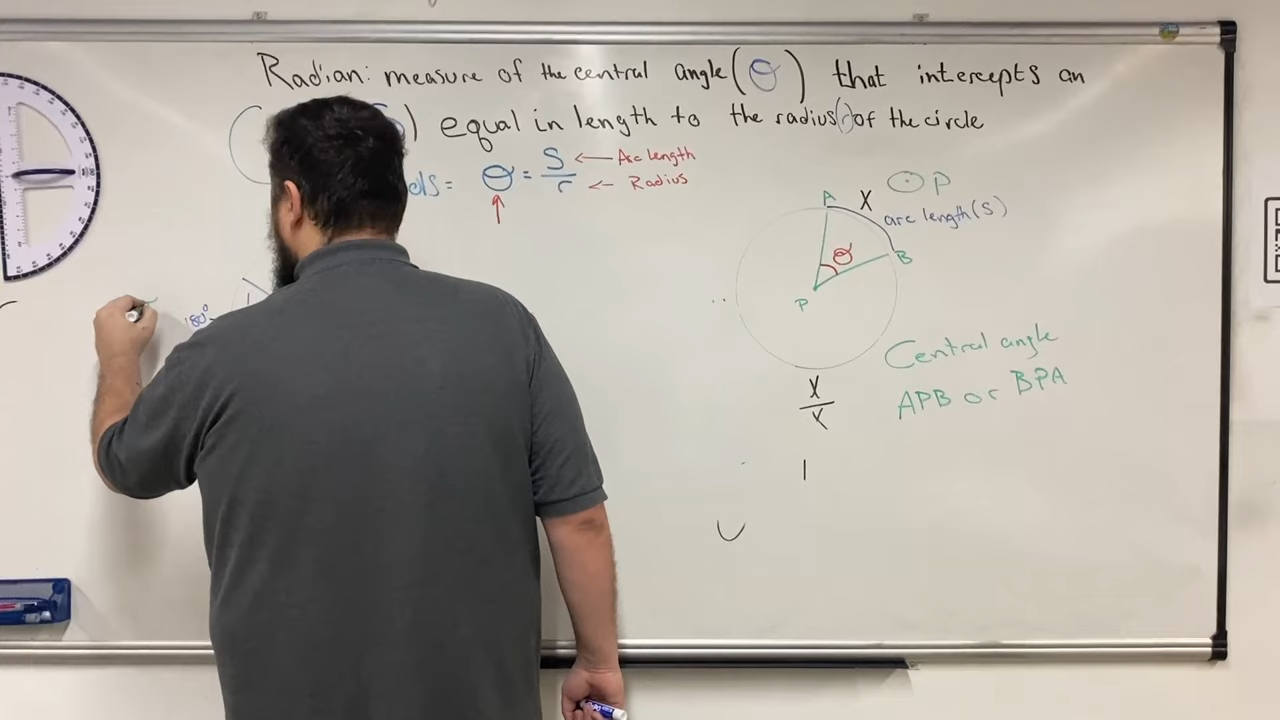 Radian: measure of the central angle (θ) that intercepts an
) equal in length to the radius(r) of the circle
θ = S/r
← Arc length
← Radius
P
A
X
arc length (S)
θ
B
P
180°
Central angle
X
APB or BPA
1